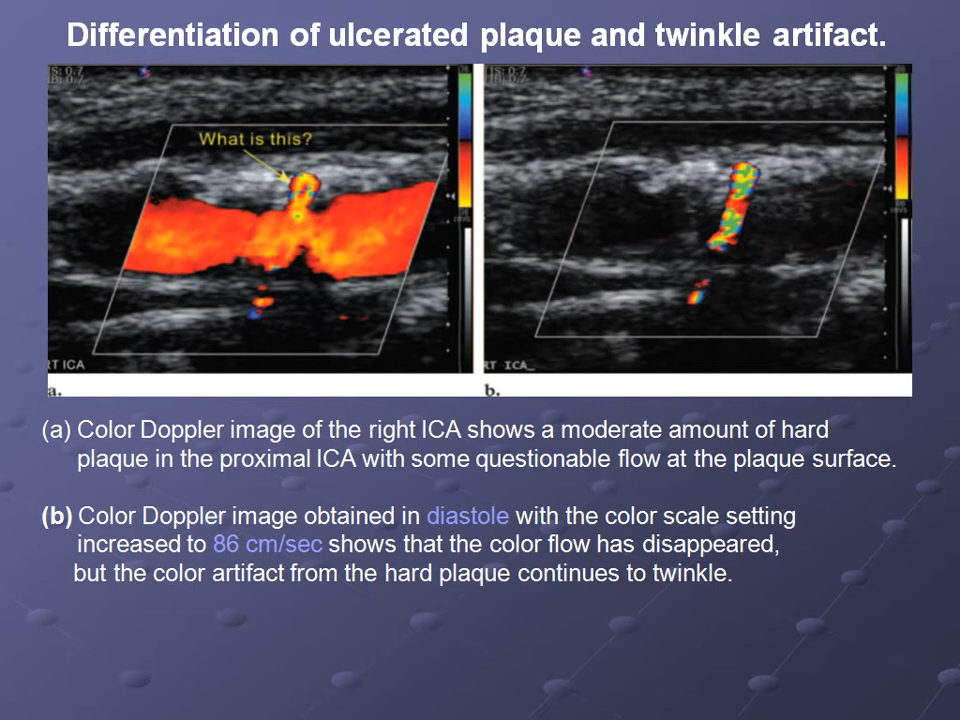 Differentiation of ulcerated plaque and twinkle artifact.
What is this?
RT ICA
RT ICA_
a.
b.
(a) Color Doppler image of the right ICA shows a moderate amount of hard
plaque in the proximal ICA with some questionable flow at the plaque surface.
(b) Color Doppler image obtained in diastole with the color scale setting
increased to 86 cm/sec shows that the color flow has disappeared,
but the color artifact from the hard plaque continues to twinkle.